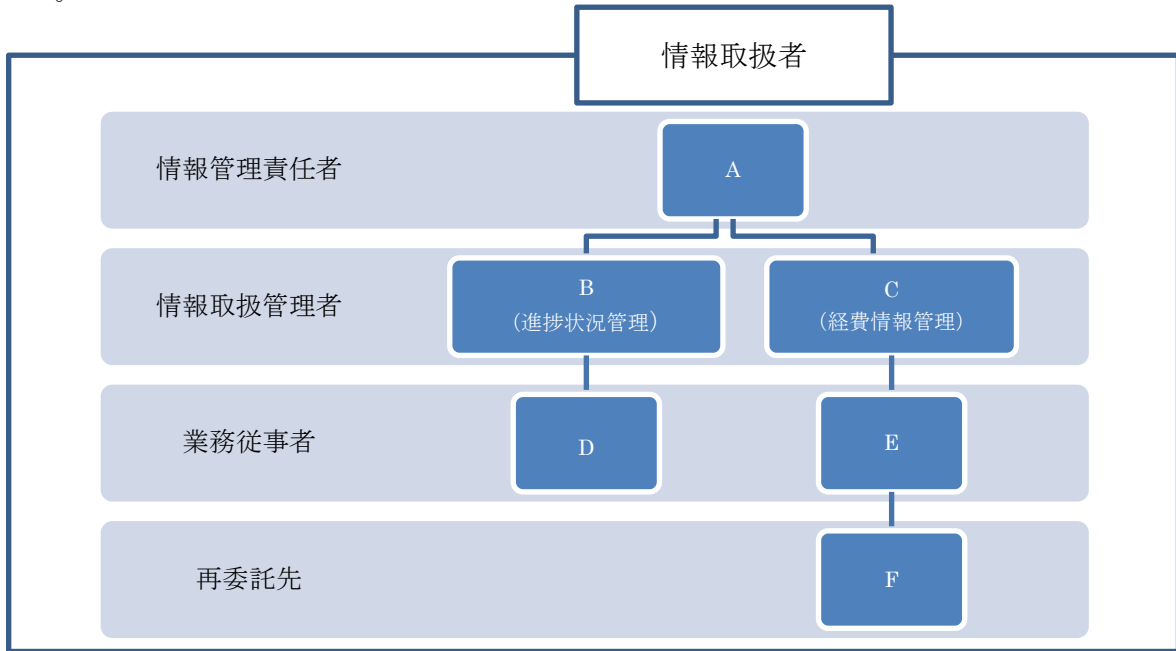 情報取扱者
情報管理責任者
A
情報取扱管理者
B
（進捗状況管理）
C
（経費情報管理）
業務従事者
D
E
再委託先
F